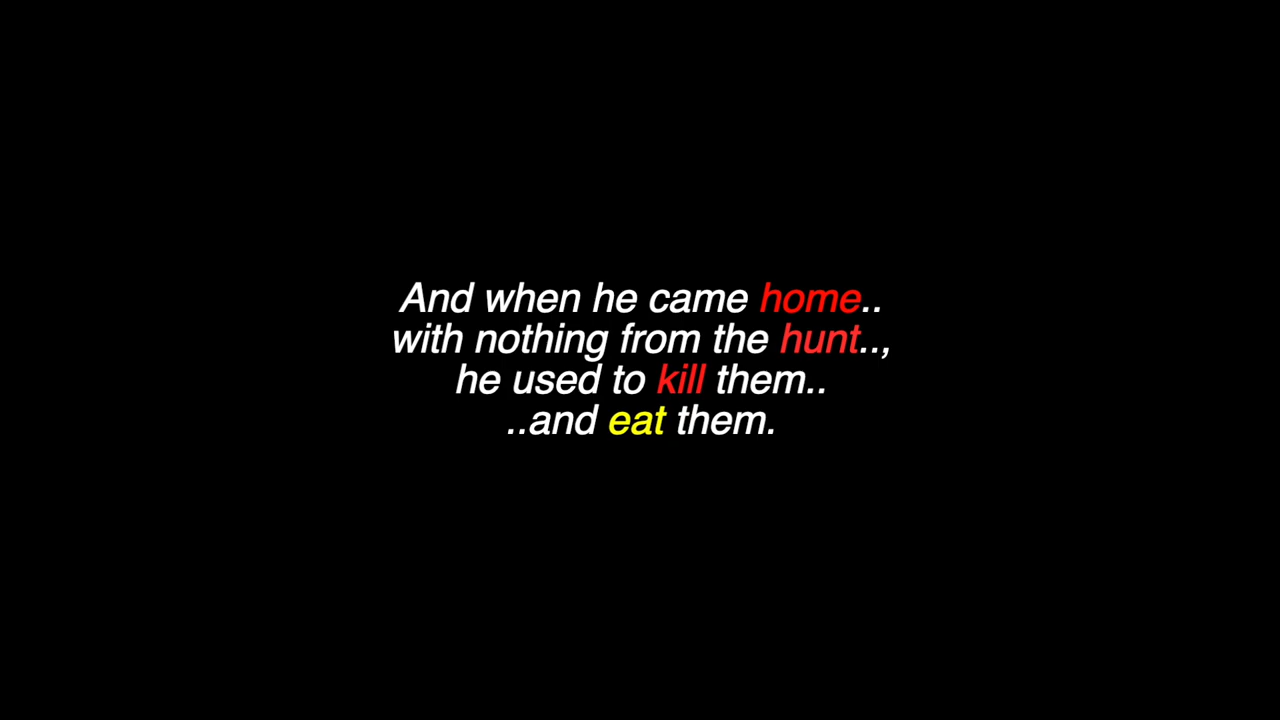 And when he came home..
with nothing from the hunt..,
he used to kill them..
..and eat them.